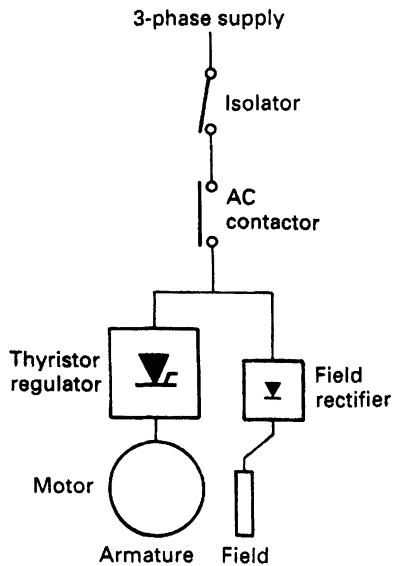 3-phase supply
Isolator
AC
contactor
Thyristor
regulator
Field
rectifier
Motor
Armature
Field